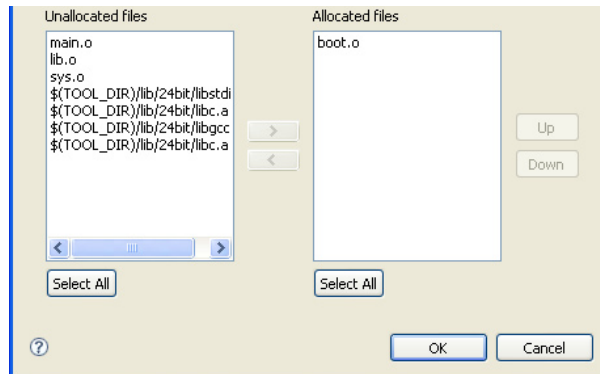 Unallocated files
Allocated files
main.o
lib.o
sys.o
$(TOOL_DIR)/lib/24bit/libstdi
$(TOOL_DIR)/lib/24bit/libc.a
$(TOOL_DIR)/lib/24bit/libgcc
$(TOOL_DIR)/lib/24bit/libc.a
boot.o
>
<
Up
Down
Select All
Select All
?
OK
Cancel